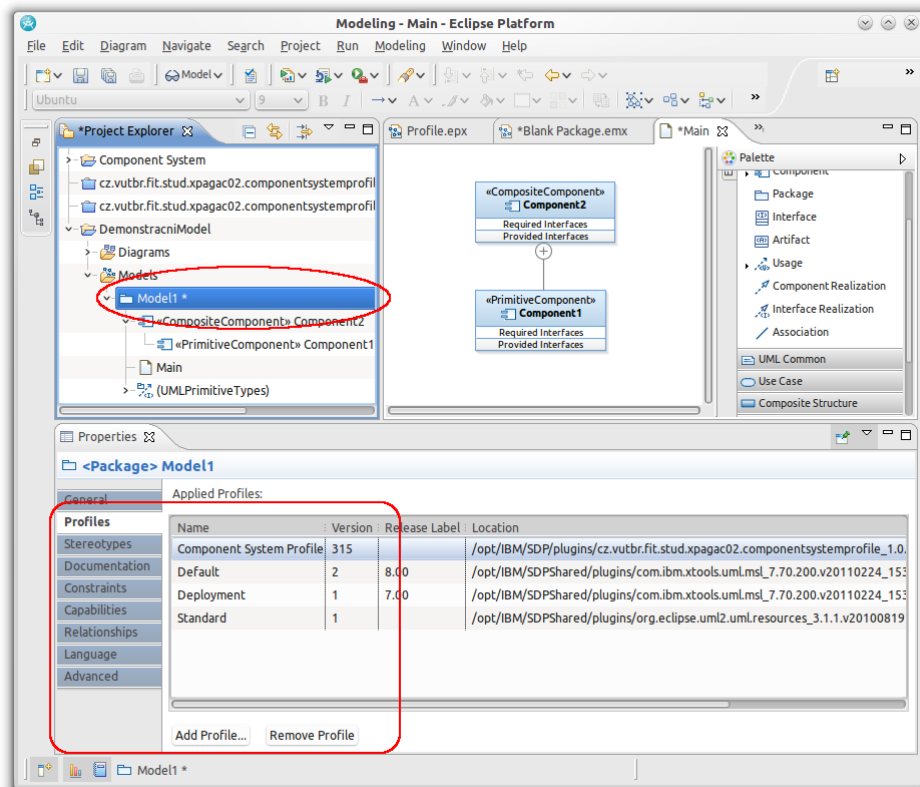 Modeling - Main - Eclipse Platform
File Edit Diagram Navigate Search Project Run Modeling Window Help
Model
Ubuntu 9 B I A »
*Project Explorer
Component System
cz.vutbr.fit.stud.xpagac02.componentsystemprofil
cz.vutbr.fit.stud.xpagac02.componentsystemprofil
DemonstracniModel
Diagrams
Models
Model1 *
«CompositeComponent» Component2
«PrimitiveComponent» Component1
Main
(UMLPrimitiveTypes)
Profile.epx *Blank Package.emx *Main
«CompositeComponent»
Component2
Required Interfaces
Provided Interfaces
«PrimitiveComponent»
Component1
Required Interfaces
Provided Interfaces
Palette
Component
Package
Interface
Artifact
Usage
Component Realization
Interface Realization
Association
UML Common
Use Case
Composite Structure
Properties
<Package> Model1
General
Profiles
Stereotypes
Documentation
Constraints
Capabilities
Relationships
Language
Advanced
Applied Profiles:
Name Version Release Label Location
Component System Profile 315 /opt/IBM/SDP/plugins/cz.vutbr.fit.stud.xpagac02.componentsystemprofile_1.0.
Default 2 8.00 /opt/IBM/SDPShared/plugins/com.ibm.xtools.uml.msl_7.70.200.v20110224_153
Deployment 1 7.00 /opt/IBM/SDPShared/plugins/com.ibm.xtools.uml.msl_7.70.200.v20110224_153
Standard 1 /opt/IBM/SDPShared/plugins/org.eclipse.uml2.uml.resources_3.1.1.v20100819
Add Profile... Remove Profile
Model1 *